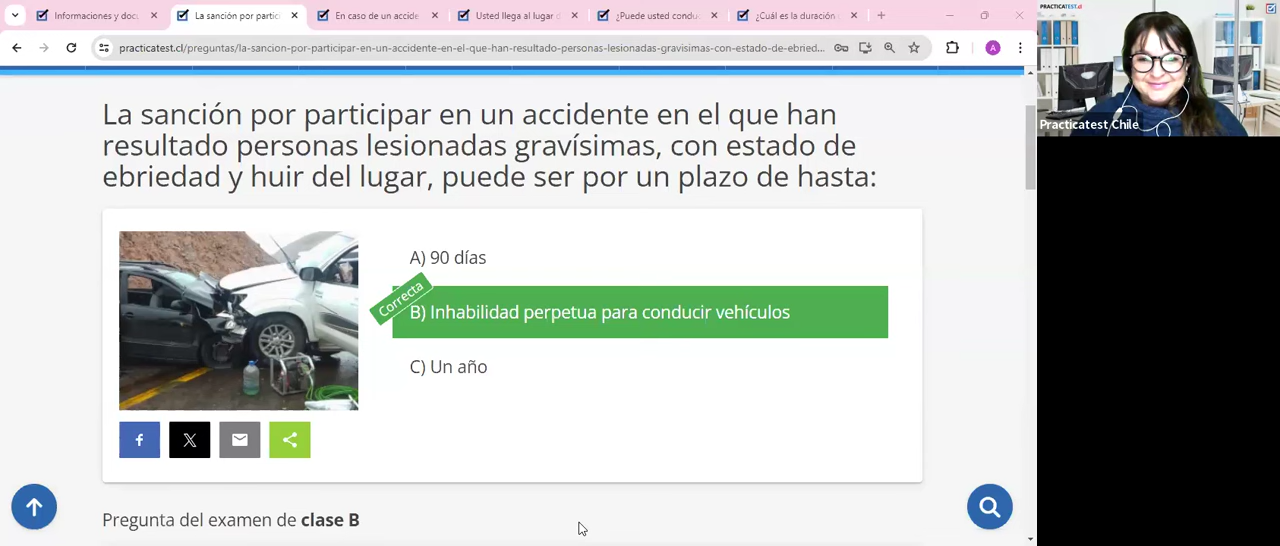 Informaciones y docu
La sanción por partici
En caso de un accide
Usted llega al lugar d
¿Puede usted condu
¿Cuál es la duración
practicatest.cl/preguntas/la-sancion-por-participar-en-un-accidente-en-el-que-han-resultado-personas-lesionadas-gravisimas-con-estado-de-ebried...
A
PRACTICATEST.cl
Practicatest Chile
La sanción por participar en un accidente en el que han
resultado personas lesionadas gravísimas, con estado de
ebriedad y huir del lugar, puede ser por un plazo de hasta:
A) 90 días
Correcta
B) Inhabilidad perpetua para conducir vehículos
C) Un año
Pregunta del examen de clase B